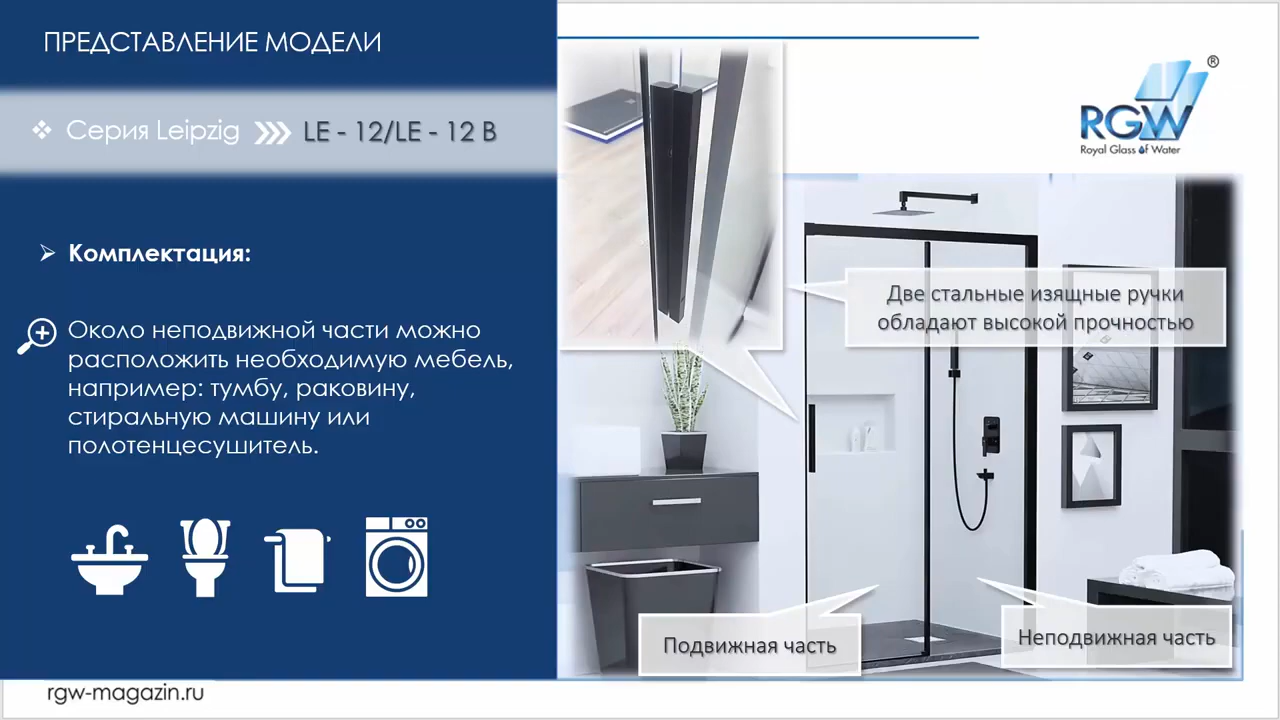 ПРЕДСТАВЛЕНИЕ МОДЕЛИ
Серия Leipzig
LE - 12/LE - 12 B
Комплектация:
Около неподвижной части можно
расположить необходимую мебель,
например: тумбу, раковину,
стиральную машину или
полотенцесушитель.
rgw-magazin.ru
®
RGW
Royal Glass of Water
Две стальные изящные ручки
обладают высокой прочностью
Подвижная часть
Неподвижная часть